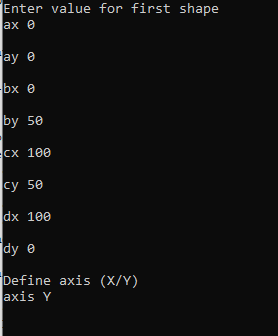 Enter value for first shape
ax 0
ay 0
bx 0
by 50
cx 100
cy 50
dx 100
dy 0
Define axis (X/Y)
axis Y